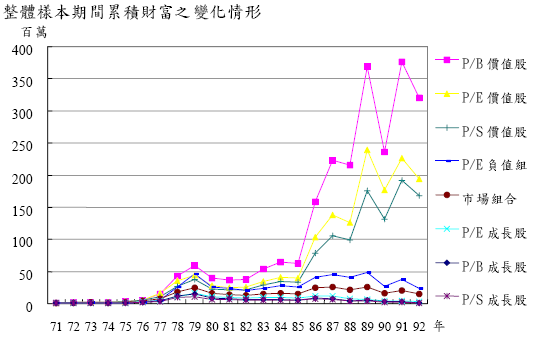 整體樣本期間累積財富之變化情形
百萬
400
350
300
250
200
150
100
50
0
71 72 73 74 75 76 77 78 79 80 81 82 83 84 85 86 87 88 89 90 91 92 年
P/B 價值股
P/E 價值股
P/S 價值股
P/E 負值組
市場組合
P/E 成長股
P/B 成長股
P/S 成長股